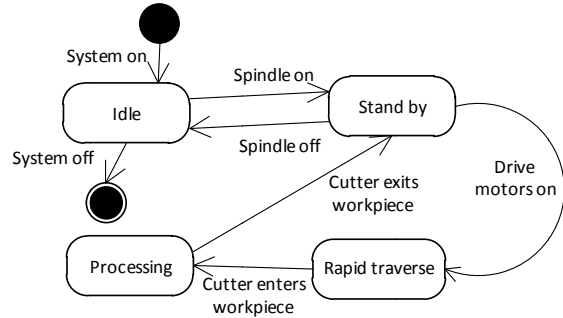 System on
Spindle on
Idle
Stand by
Spindle off
System off
Drive
motors on
Cutter exits
workpiece
Processing
Rapid traverse
Cutter enters
workpiece